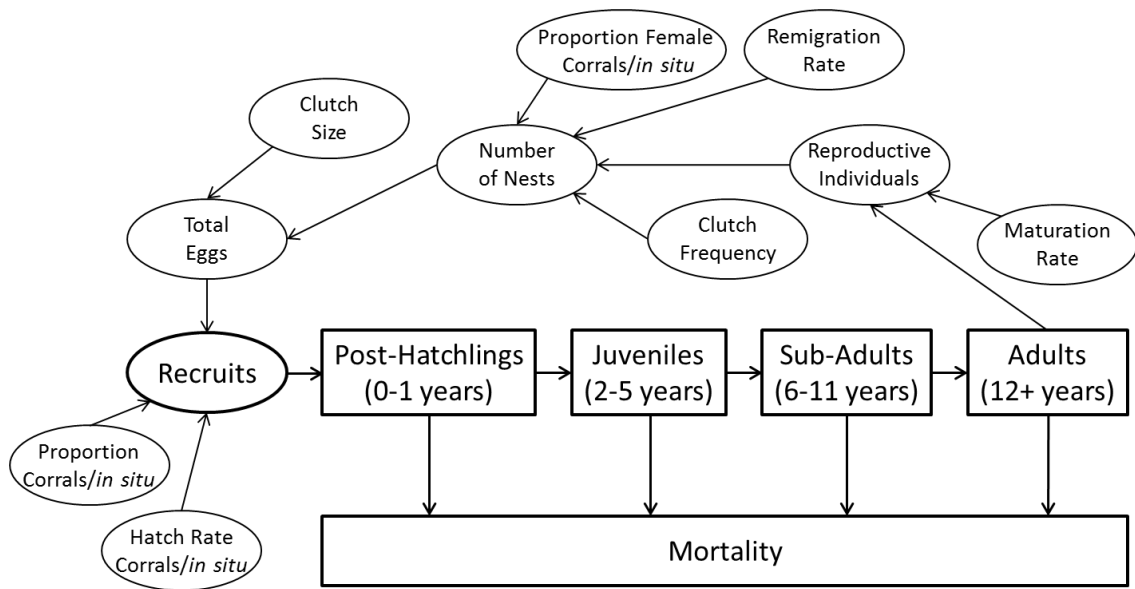 Proportion Female
Corrals/in situ
Remigration
Rate
Clutch
Size
Number
of Nests
Reproductive
Individuals
Total
Eggs
Clutch
Frequency
Maturation
Rate
Recruits
Post-Hatchlings
(0-1 years)
Juveniles
(2-5 years)
Sub-Adults
(6-11 years)
Adults
(12+ years)
Proportion
Corrals/in situ
Hatch Rate
Corrals/in situ
Mortality